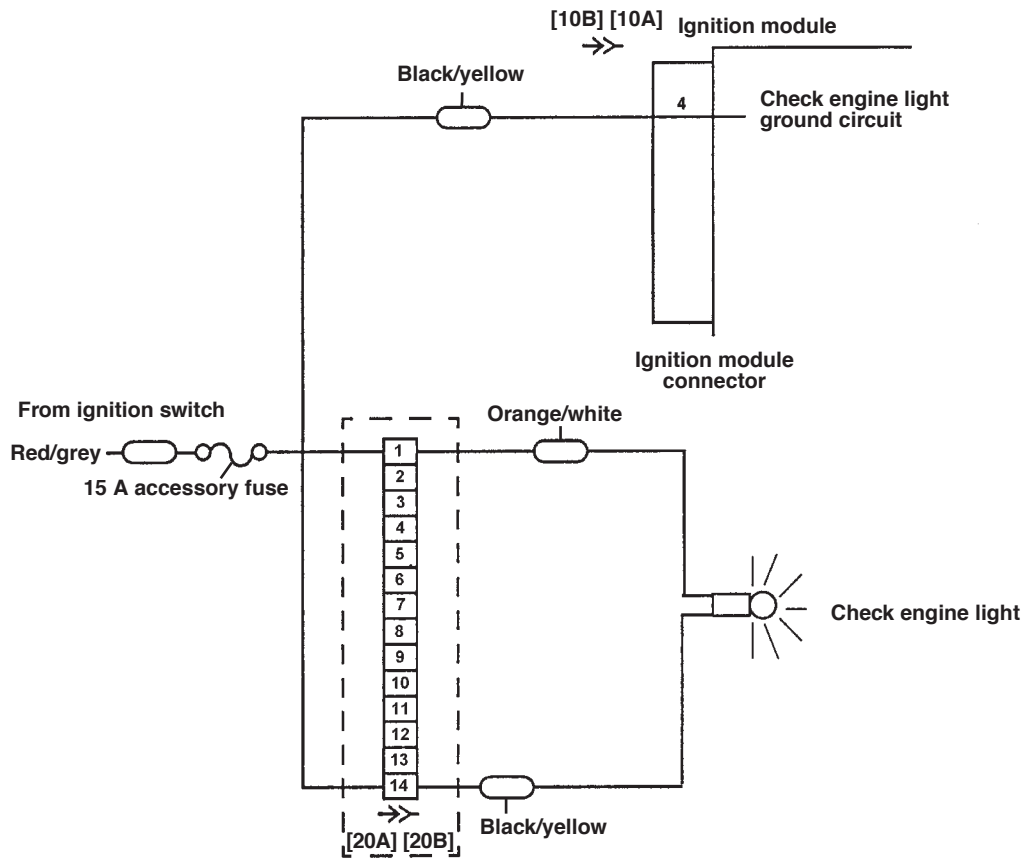 [10B] [10A]
Ignition module
Black/yellow
4
Check engine light
ground circuit
Ignition module
connector
From ignition switch
Red/grey
15 A accessory fuse
Orange/white
1
2
3
4
5
6
7
8
9
10
11
12
13
14
Check engine light
Black/yellow
[20A] [20B]